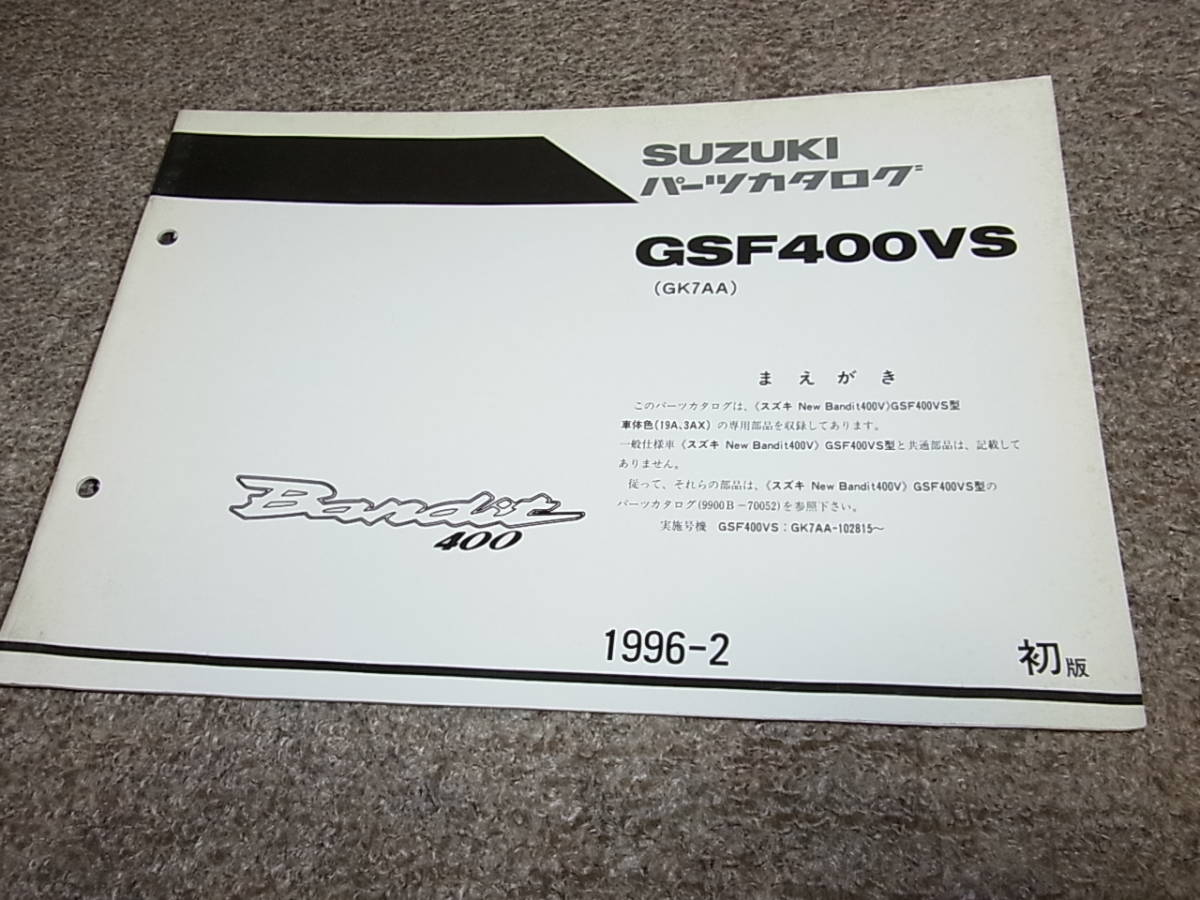 SUZUKI
パーツカタログ
GSF400VS
(GK7AA)
まえがき
このパーツカタログは、《スズキ New Bandit400V》GSF400VS型
車体色(19A、3AX) の専用部品を収録してあります。
一般仕様車《スズキ New Bandit400V》 GSF400VS型と共通部品は、記載して
ありません。
従って、それらの部品は、《スズキ New Bandit400V》 GSF400VS型の
パーツカタログ(9900B-70052)を参照下さい。
実施号機 GSF400VS:GK7AA-102815~
Bandit
400
1996-2
初版